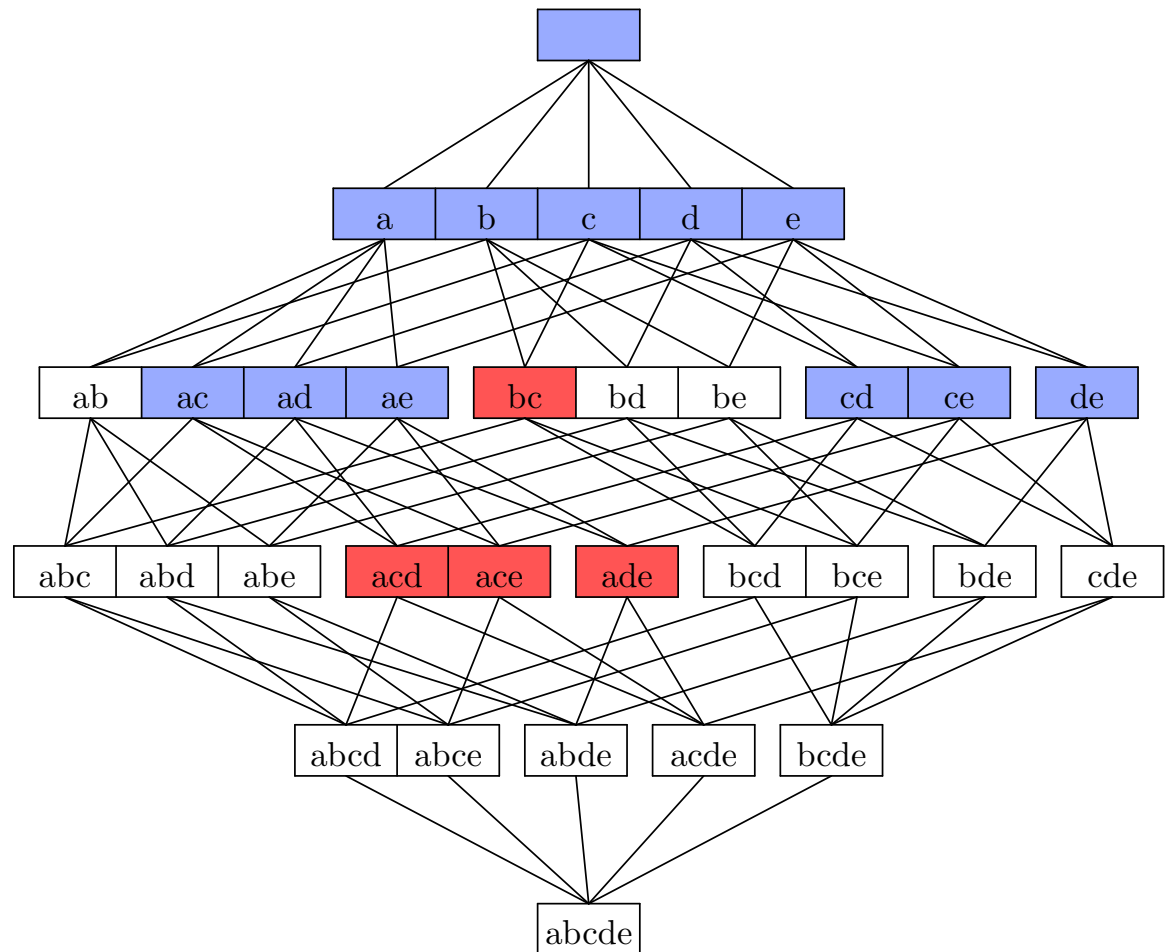 a b c d e
ab ac ad ae bc bd be cd ce de
abc abd abe acd ace ade bcd bce bde cde
abcd abce abde acde bcde
abcde